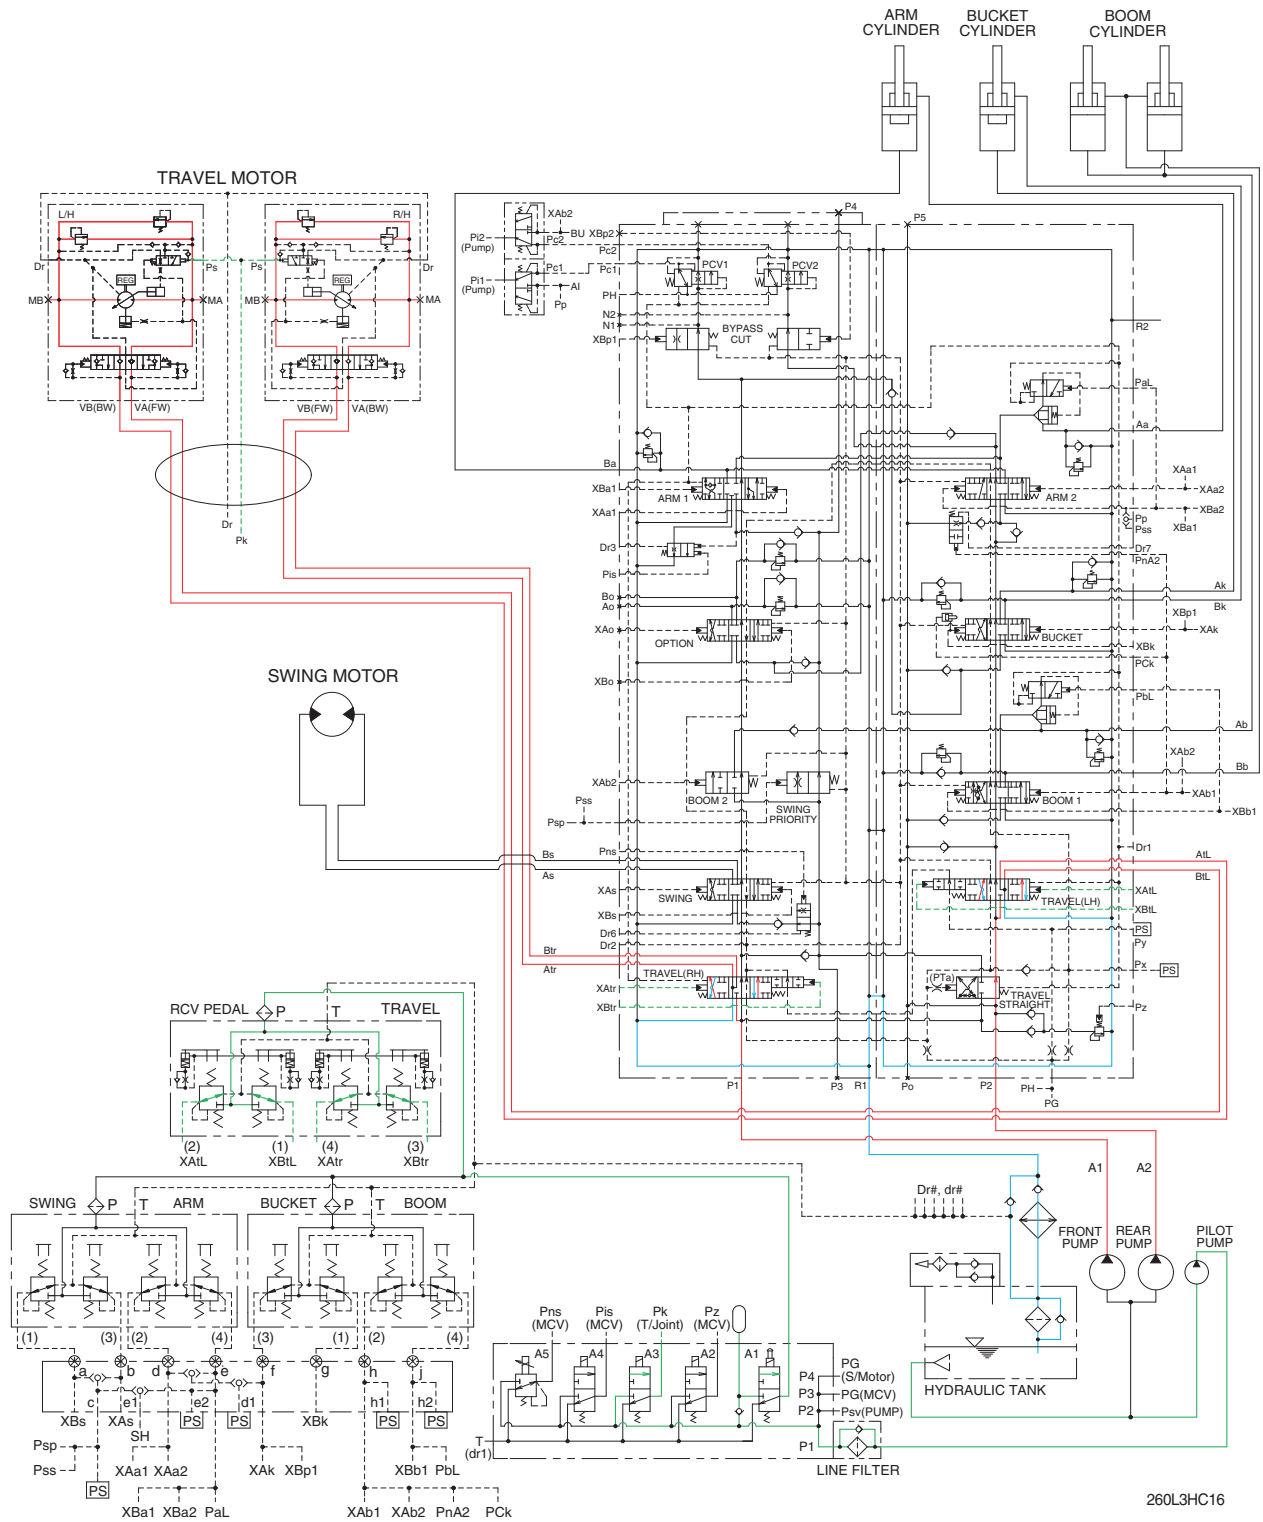 ARM
CYLINDER
BUCKET
CYLINDER
BOOM
CYLINDER
TRAVEL MOTOR
L/H
R/H
Dr
Ps
Ps
Dr
REG
REG
MB
MA
MB
MA
VB(BW)
VA(FW)
VB(FW)
VA(BW)
Dr
Pk
XAb2
BU
XBp2
Pi2
(Pump)
Pc2
Pc2
P4
P5
Pc1
Pc1
Pi1
(Pump)
AI
Pp
PCV1
PCV2
PH
N2
N1
XBp1
BYPASS
CUT
R2
PaL
Aa
Ba
XBa1
ARM 1
XAa1
ARM 2
XAa1
XAa2
XBa2
XBa1
Pp
Pss
Dr3
Pis
Dr7
PnA2
Bo
Ao
Ak
Bk
XAo
OPTION
XBp1
XAk
BUCKET
XBk
PCk
XBo
PbL
SWING MOTOR
Ab
XAb2
Bb
XAb2
BOOM 2
SWING
PRIORITY
BOOM 1
XAb1
XBb1
Pss
Psp
Pns
Dr1
Bs
As
AtL
BtL
XAs
SWING
XBs
TRAVEL(LH)
XAtL
XBtL
PS
Dr6
Dr2
Py
Btr
Atr
TRAVEL(RH)
XAtr
XBtr
(PTa)
TRAVEL
STRAIGHT
Px
PS
Pz
P1
P3
R1
Po
P2
PH
PG
RCV PEDAL
P
T
TRAVEL
(2)
XAtL
(1)
XBtL
(4)
XAtr
(3)
XBtr
SWING
P
T
ARM
BUCKET
P
T
BOOM
(1)
(3)
(2)
(4)
(3)
(1)
(2)
(4)
a
b
d
e
f
g
h
j
c
e1
e2
d1
h1
h2
XBs
XAs
PS
PS
XBk
PS
PS
SH
Psp
Pss
PS
XAa1
XAa2
XAk
XBp1
XBb1
PbL
XBa1
XBa2
PaL
XAb1
XAb2
PnA2
PCk
Dr#, dr#
A1
A2
FRONT
PUMP
REAR
PUMP
PILOT
PUMP
HYDRAULIC TANK
Pns
(MCV)
Pis
(MCV)
Pk
(T/Joint)
Pz
(MCV)
A5
A4
A3
A2
A1
PG
(S/Motor)
P4
P3
PG(MCV)
P2
Psv(PUMP)
P1
T
(dr1)
LINE FILTER
260L3HC16